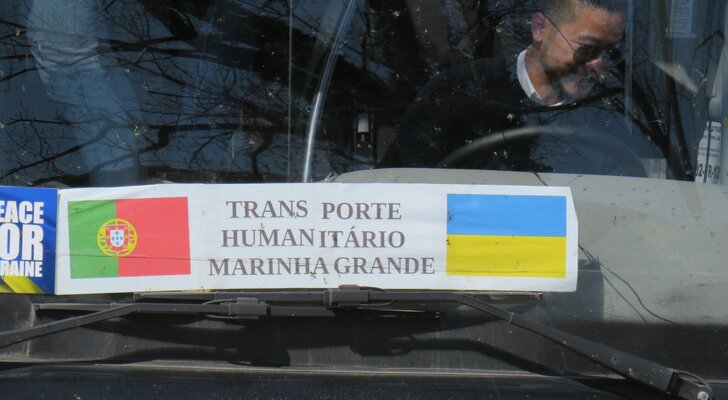 EACE
OR
RAINE
TRANS PORTE
HUMANITÁRIO
MARINHA GRANDE